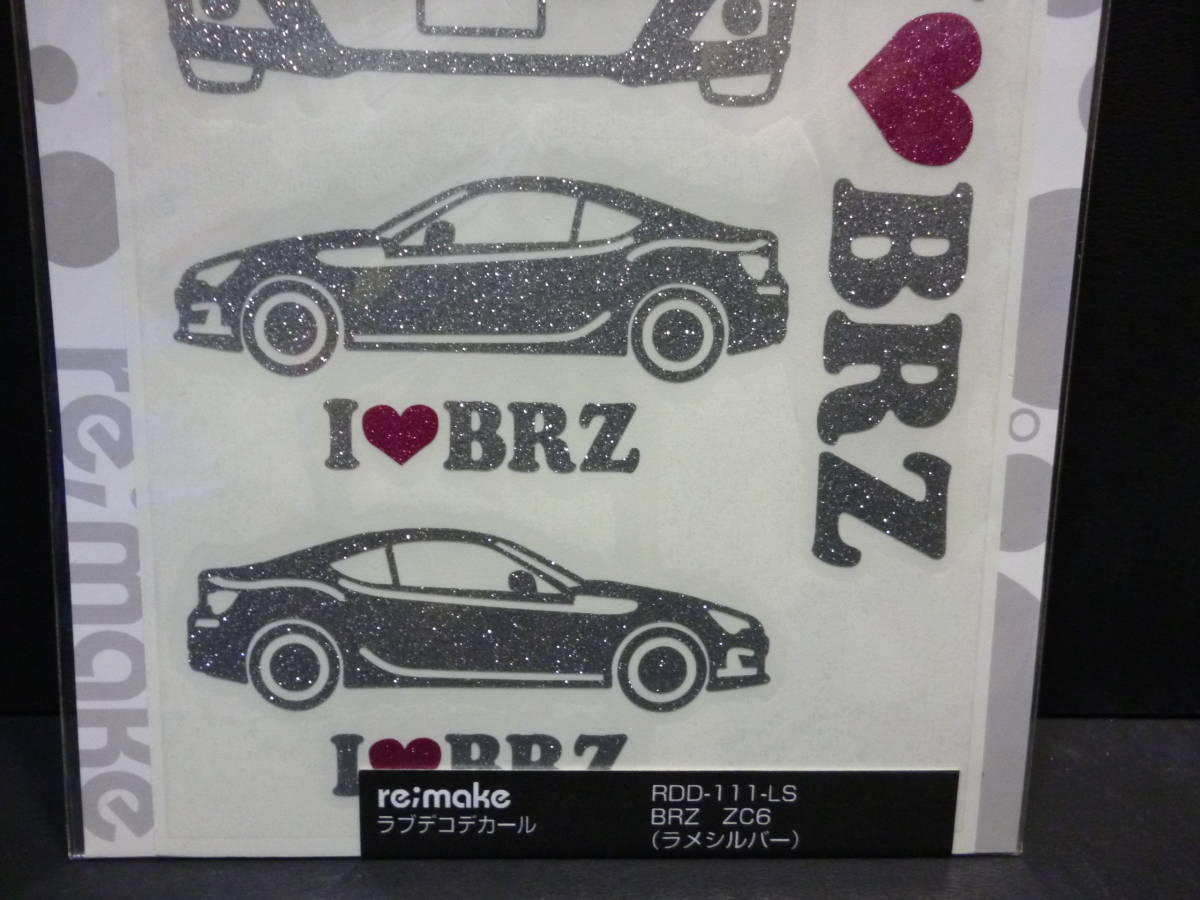 ♥ BRZ
I♥BRZ
I♥BRZ
re;make
re;make
ラブデコデカール
RDD-111-LS
BRZ ZC6
(ラメシルバー)